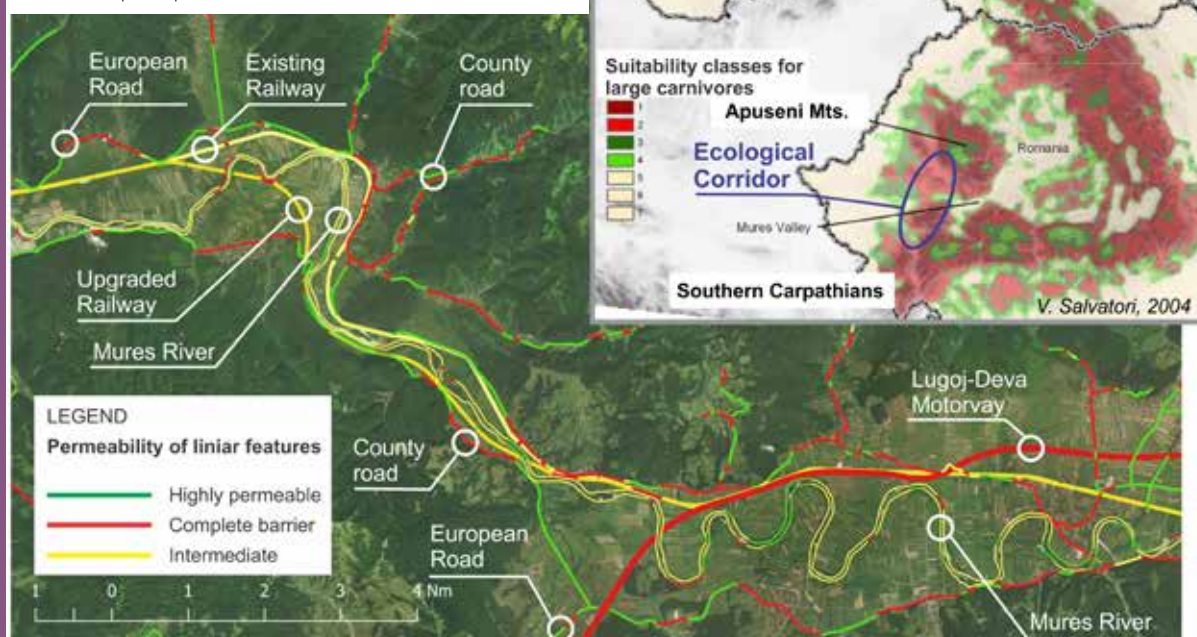 European
Road
Existing
Railway
County
road
Upgraded
Railway
Mures River
LEGEND
Permeability of liniar features
Highly permeable
Complete barrier
Intermediate
1 0 1 2 3 4 Nm
County
road
European
Road
Lugoj-Deva
Motorvay
Mures River
Suitability classes for
large carnivores
1
2
3
4
5
6
Apuseni Mts.
Romania
Ecological
Corridor
Mures Valley
Southern Carpathians
V. Salvatori, 2004